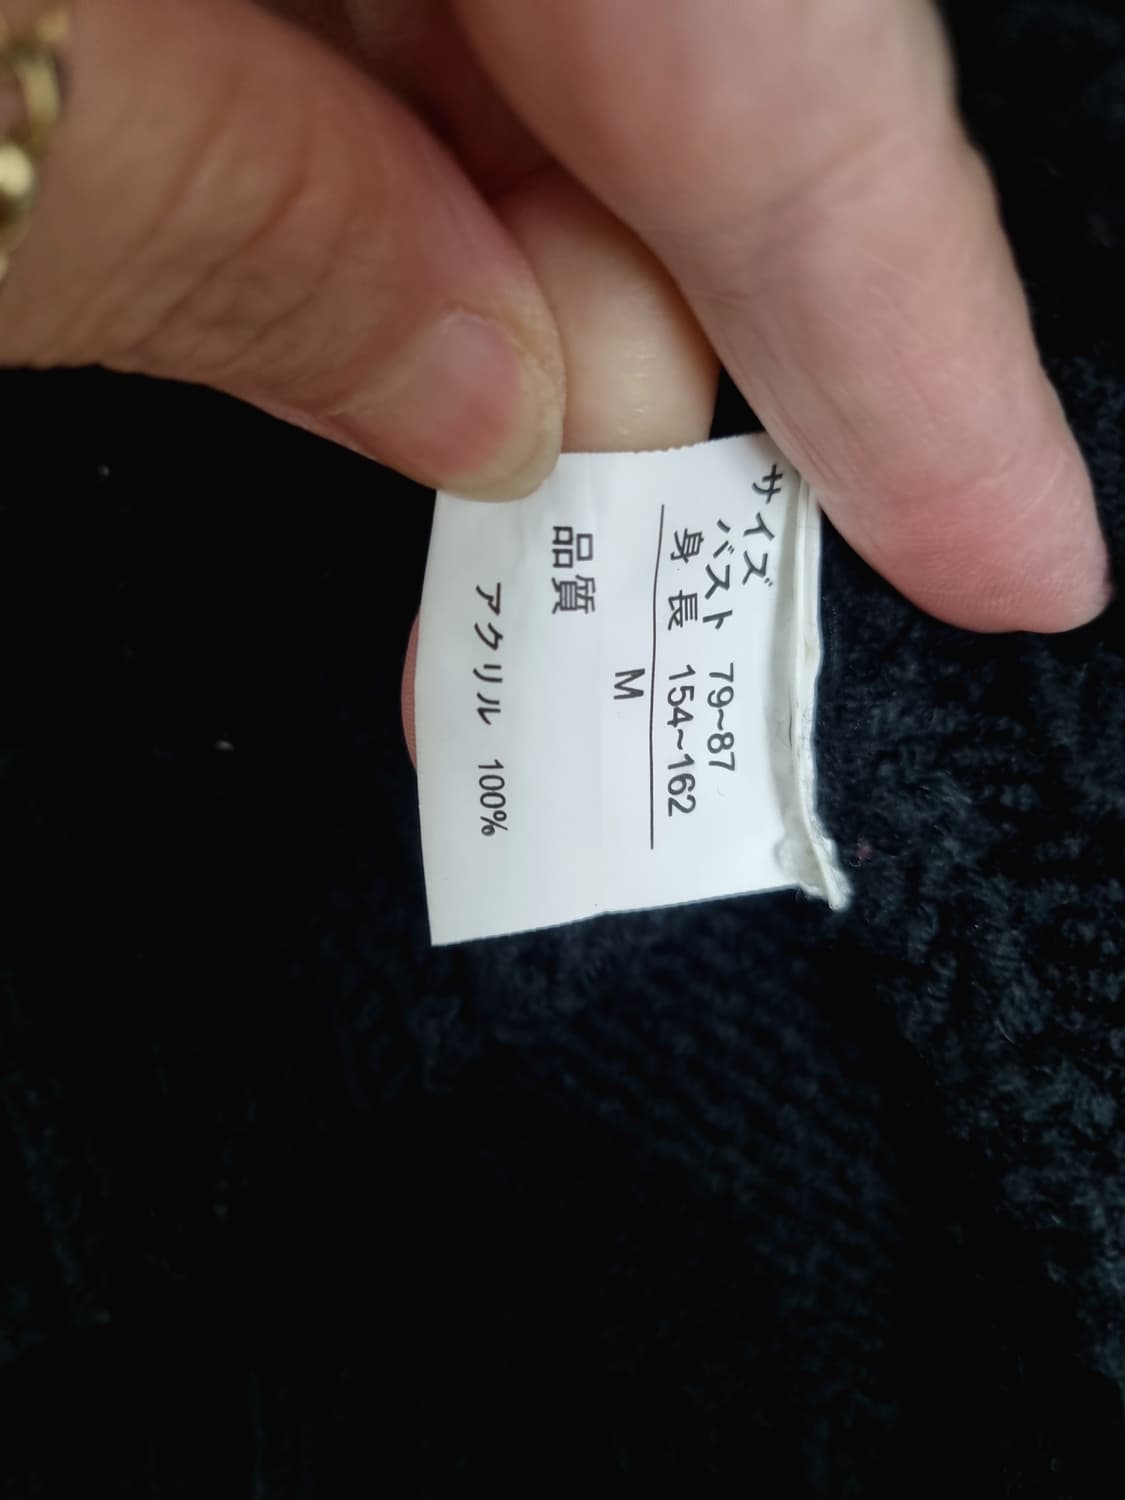 サイズ
バスト 79~87
身長 154~162
M
品質
アクリル 100%